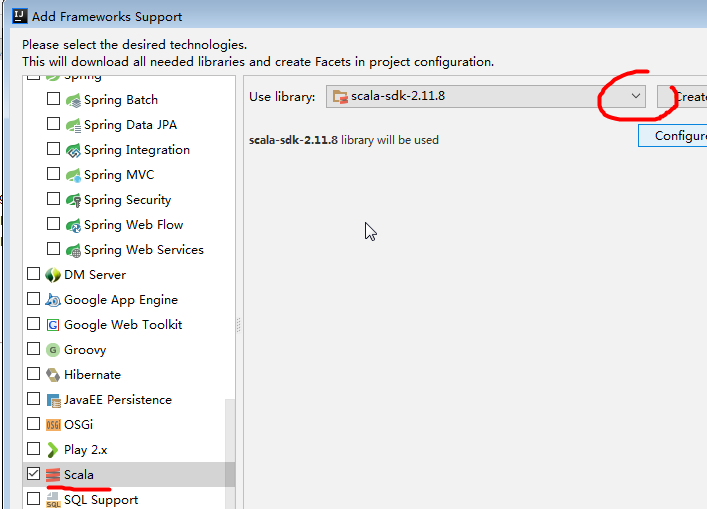 Add Frameworks Support
Please select the desired technologies.
This will download all needed libraries and create Facets in project configuration.
Spring
Spring Batch
Spring Data JPA
Spring Integration
Spring MVC
Spring Security
Spring Web Flow
Spring Web Services
DM Server
Google App Engine
Google Web Toolkit
Groovy
Hibernate
JavaEE Persistence
OSGi
Play 2.x
Scala
SQL Support
Use library: scala-sdk-2.11.8 Create
scala-sdk-2.11.8 library will be used
Configure